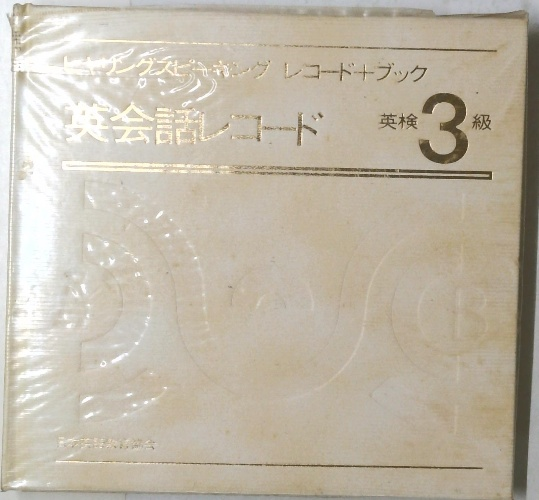 ヒヤリングスピーキング レコード+ブック
英会話レコード 英検3級